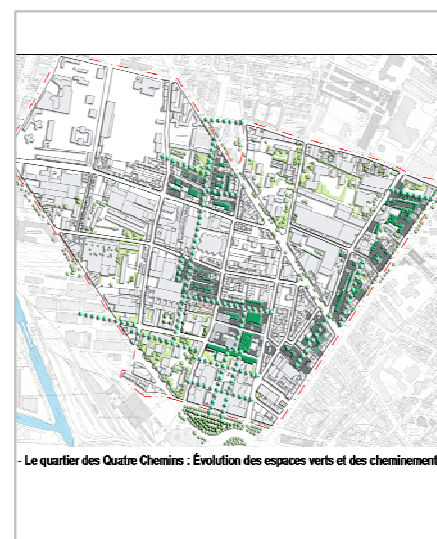 - Le quartier des Quatre Chemins : Évolution des espaces verts et des cheminement